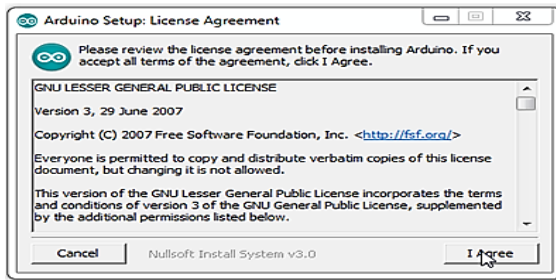 Arduino Setup: License Agreement
Please review the license agreement before installing Arduino. If you
accept all terms of the agreement, click I Agree.
GNU LESSER GENERAL PUBLIC LICENSE
Version 3, 29 June 2007
Copyright (C) 2007 Free Software Foundation, Inc. <http://fsf.org/>
Everyone is permitted to copy and distribute verbatim copies of this license
document, but changing it is not allowed.
This version of the GNU Lesser General Public License incorporates the terms
and conditions of version 3 of the GNU General Public License, supplemented
by the additional permissions listed below.
Cancel
Nullsoft Install System v3.0
I Agree